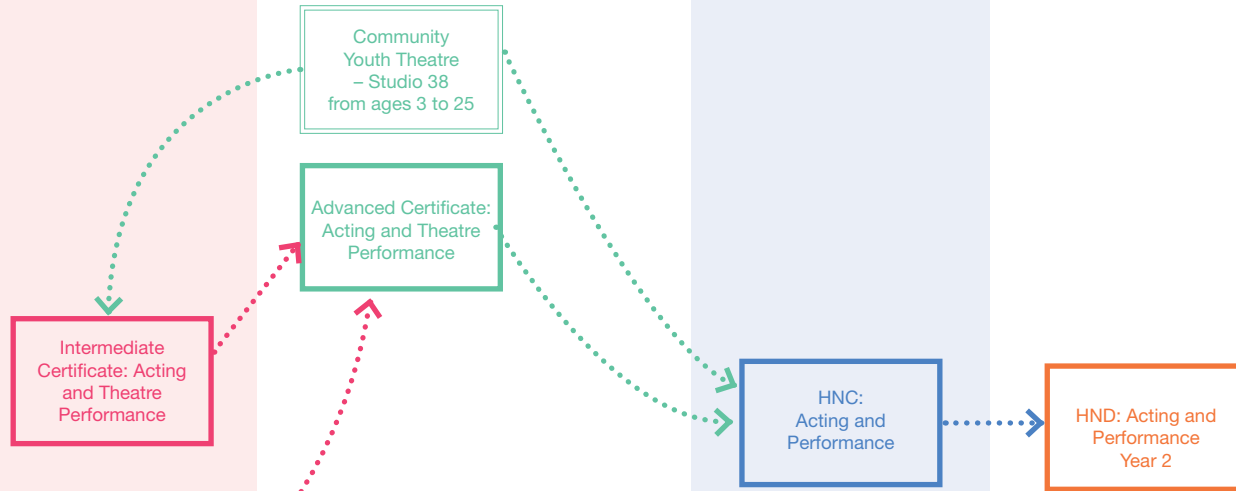 Community
Youth Theatre
– Studio 38
from ages 3 to 25
Advanced Certificate:
Acting and Theatre
Performance
Intermediate
Certificate: Acting
and Theatre
Performance
HNC:
Acting and
Performance
HND: Acting and
Performance
Year 2